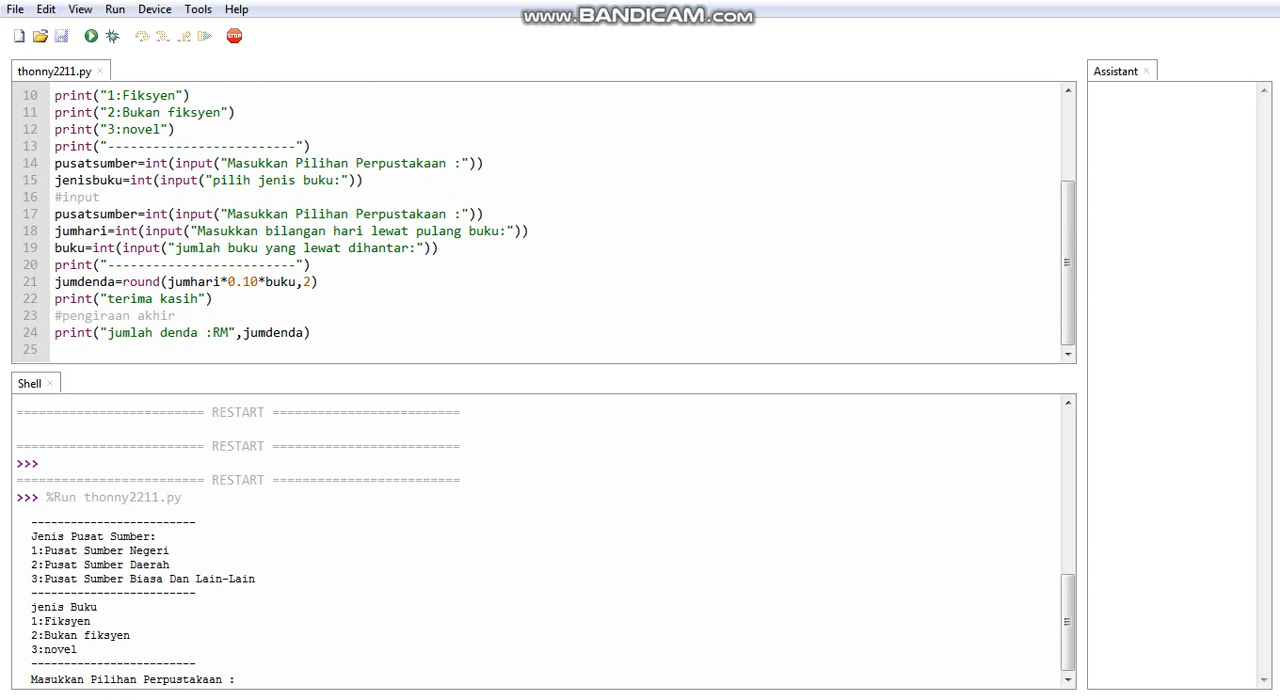 File Edit View Run Device Tools Help
www.BANDICAM.com
STOP
thonny2211.py
Assistant
10 print("1:Fiksyen")
11 print("2:Bukan fiksyen")
12 print("3:novel")
13 print("-------------------------")
14 pusatsumber=int(input("Masukkan Pilihan Perpustakaan :"))
15 jenisbuku=int(input("pilih jenis buku:"))
16 #input
17 pusatsumber=int(input("Masukkan Pilihan Perpustakaan :"))
18 jumhari=int(input("Masukkan bilangan hari lewat pulang buku:"))
19 buku=int(input("jumlah buku yang lewat dihantar:"))
20 print("-------------------------")
21 jumdenda=round(jumhari*0.10*buku,2)
22 print("terima kasih")
23 #pengiraan akhir
24 print("jumlah denda :RM",jumdenda)
25
Shell
========================= RESTART =========================
========================= RESTART =========================
>>>
========================= RESTART =========================
>>> %Run thonny2211.py
-------------------------
Jenis Pusat Sumber:
1:Pusat Sumber Negeri
2:Pusat Sumber Daerah
3:Pusat Sumber Biasa Dan Lain-Lain
-------------------------
jenis Buku
1:Fiksyen
2:Bukan fiksyen
3:novel
-------------------------
Masukkan Pilihan Perpustakaan :